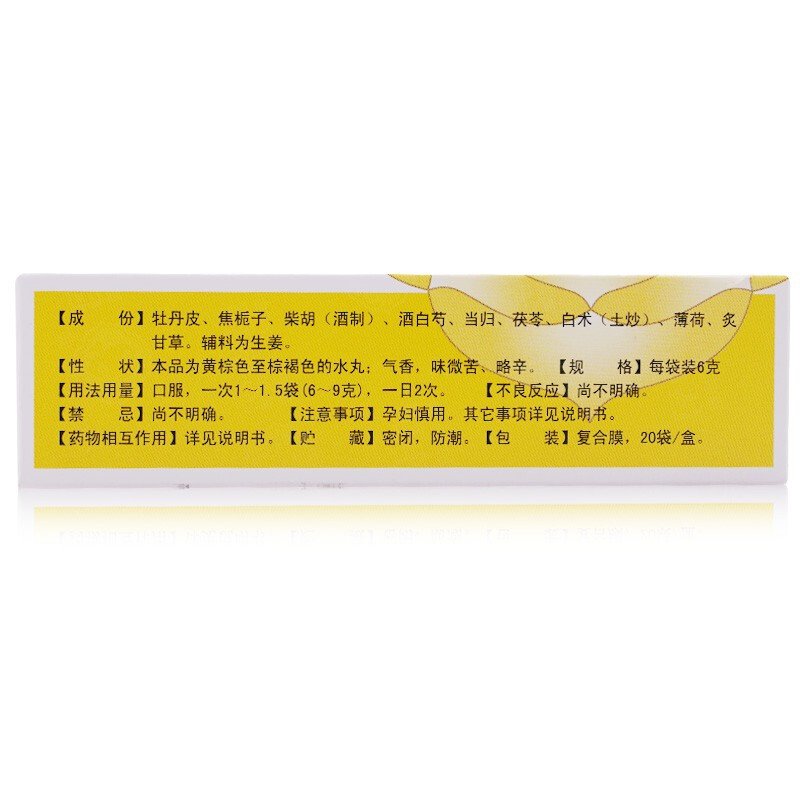 【成　份】牡丹皮、焦栀子、柴胡（酒制）、酒白芍、当归、茯苓、白术（土炒）、薄荷、炙
甘草。辅料为生姜。
【性　状】本品为黄棕色至棕褐色的水丸；气香，味微苦、略辛。【规　格】每袋装6克
【用法用量】口服，一次1～1.5袋(6～9克)，一日2次。【不良反应】尚不明确。
【禁　忌】尚不明确。【注意事项】孕妇慎用。其它事项详见说明书。
【药物相互作用】详见说明书。【贮　藏】密闭，防潮。【包　装】复合膜，20袋/盒。